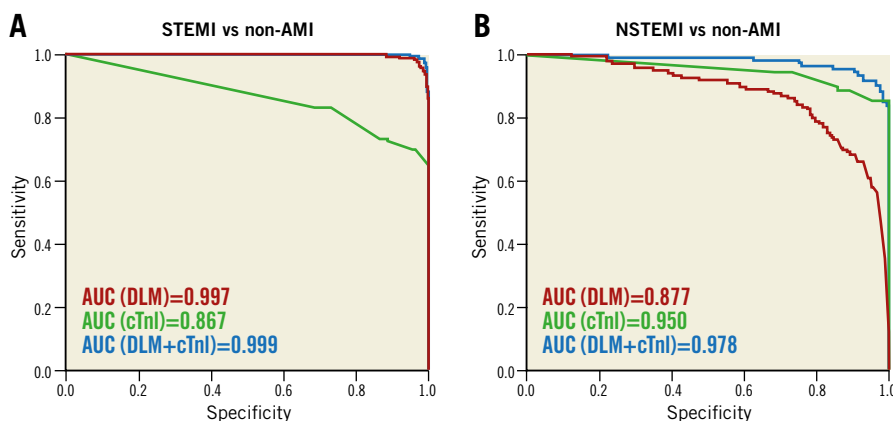 A
STEMI vs non-AMI
1.0
0.8
0.6
0.4
0.2
0.0
Sensitivity
AUC (DLM)=0.997
AUC (cTnI)=0.867
AUC (DLM+cTnI)=0.999
0.0
0.2
0.4
0.6
0.8
1.0
Specificity
B
NSTEMI vs non-AMI
1.0
0.8
0.6
0.4
0.2
0.0
Sensitivity
AUC (DLM)=0.877
AUC (cTnI)=0.950
AUC (DLM+cTnI)=0.978
0.0
0.2
0.4
0.6
0.8
1.0
Specificity